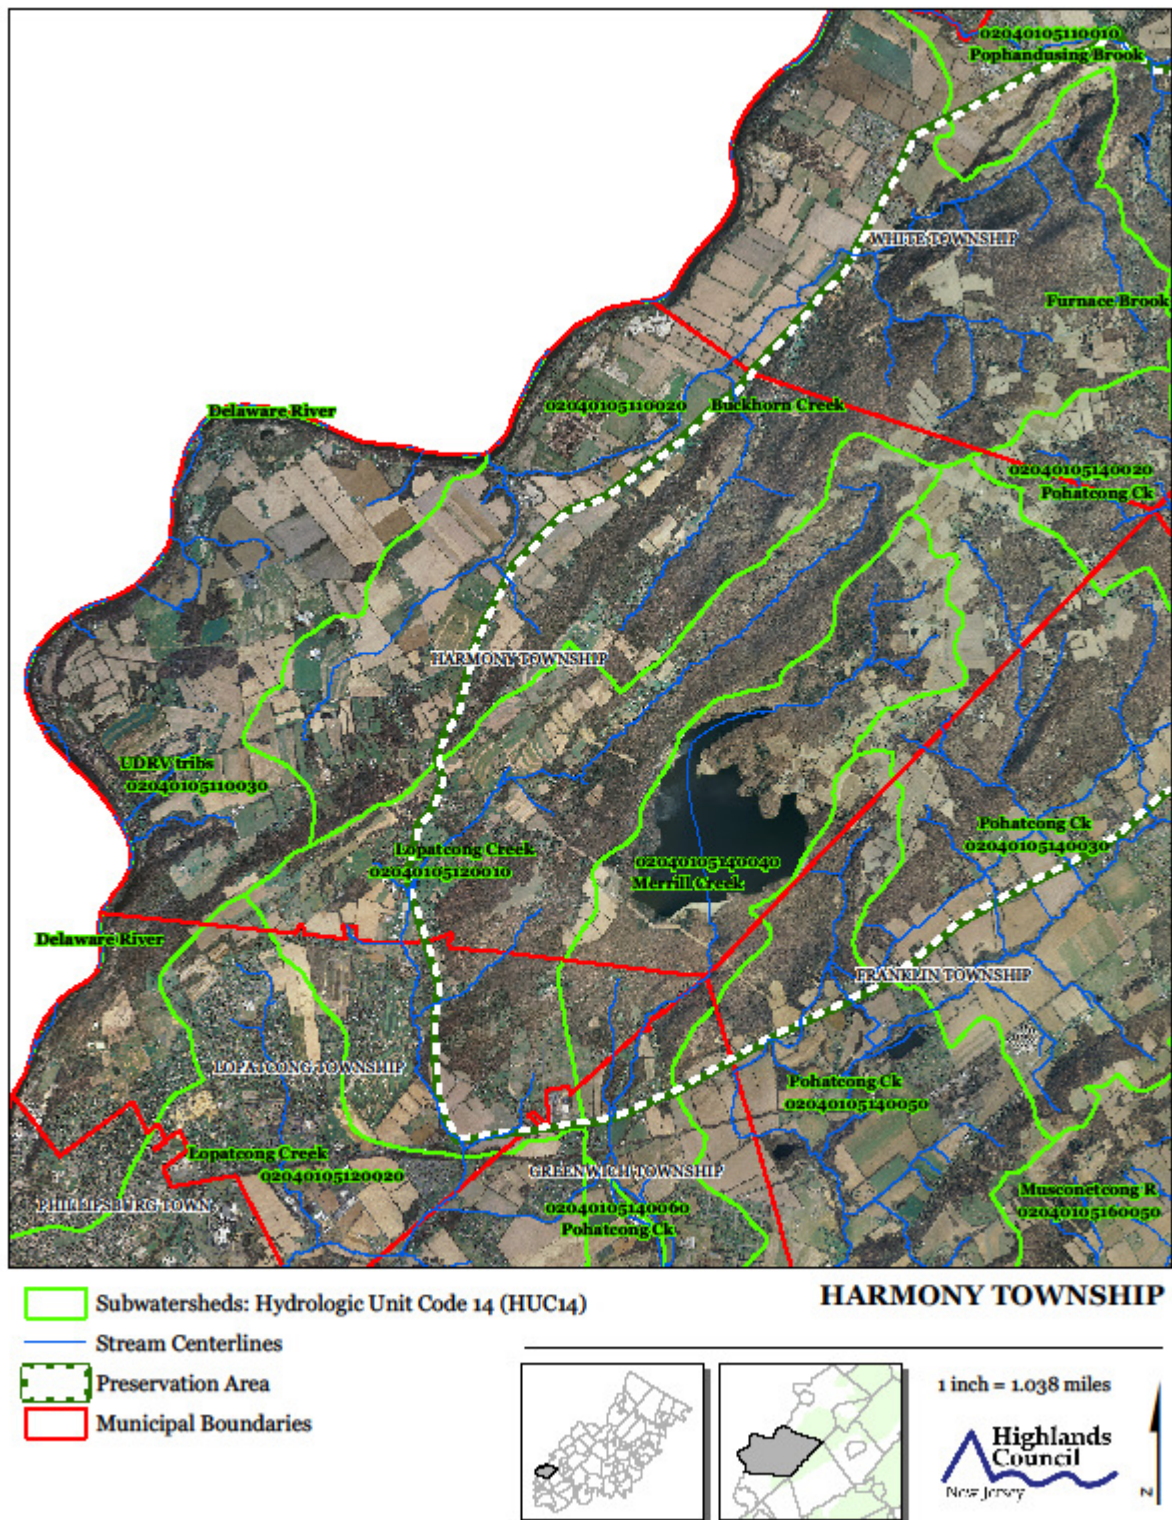 02040105110010
Pophandusing Brook
WHITE TOWNSHIP
Furnace Brook
Delaware River
02040105110020
Buckhorn Creek
02040105140020
Pohatcong Ck
HARMONY TOWNSHIP
UDRV tribs
02040105110030
Lopatcong Creek
02040105120010
02040105140040
Merrill Creek
Pohatcong Ck
02040105140030
Delaware River
FRANKLIN TOWNSHIP
LOPATCONG TOWNSHIP
Pohatcong Ck
02040105140050
Lopatcong Creek
02040105120020
GREENWICH TOWNSHIP
PHILLIPSBURG TOWN
02040105140060
Pohatcong Ck
Musconetcong R
02040105160050
Subwatersheds: Hydrologic Unit Code 14 (HUC14)
Stream Centerlines
Preservation Area
Municipal Boundaries
HARMONY TOWNSHIP
1 inch = 1.038 miles
Highlands
Council
New Jersey
N